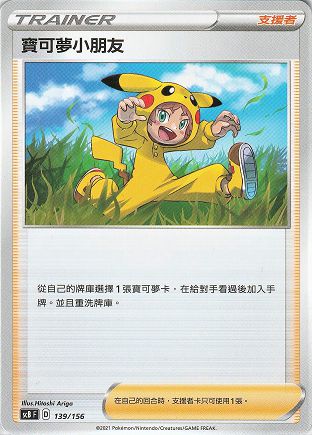 TRAINER
支援者
寶可夢小朋友
從自己的牌庫選擇1張寶可夢卡,在給對手看過後加入手
牌。並且重洗牌庫。
Illus.Hitoshi Ariga
scB F D 139/156
在自己的回合時,支援者卡只可使用1張。
©2021 Pokémon/Nintendo/Creatures/GAME FREAK.